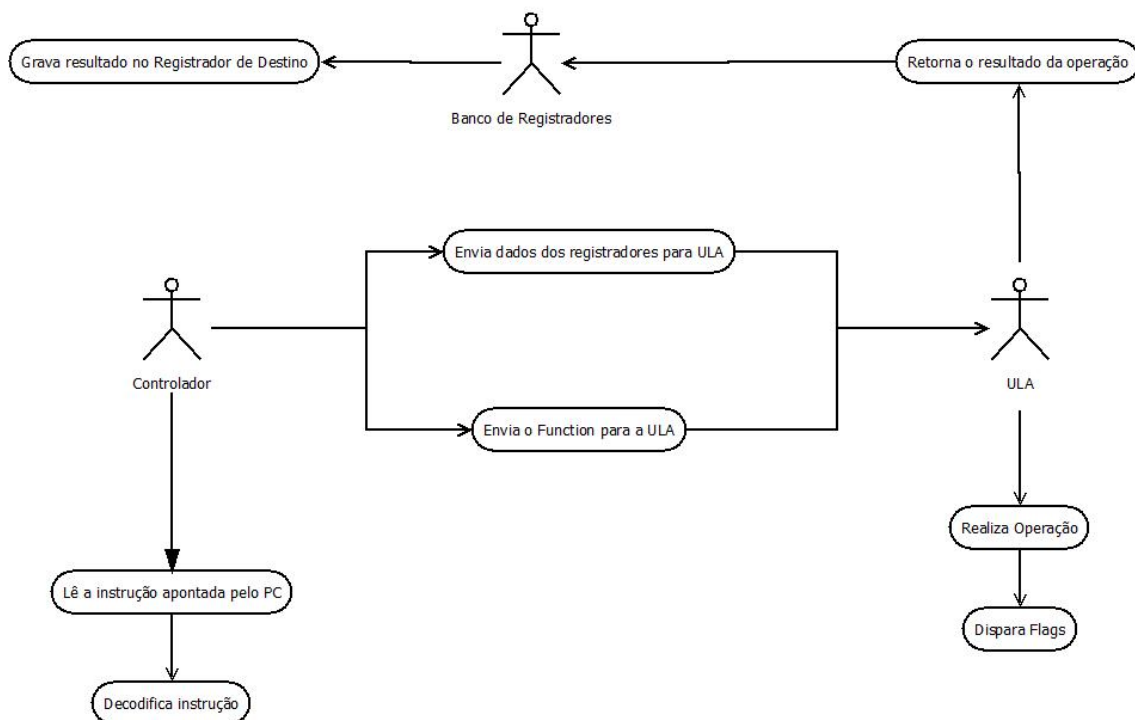 Grava resultado no Registrador de Destino
Retorna o resultado da operação
Banco de Registradores
Envia dados dos registradores para ULA
Controlador
ULA
Envia o Function para a ULA
Realiza Operação
Lê a instrução apontada pelo PC
Dispara Flags
Decodifica instrução